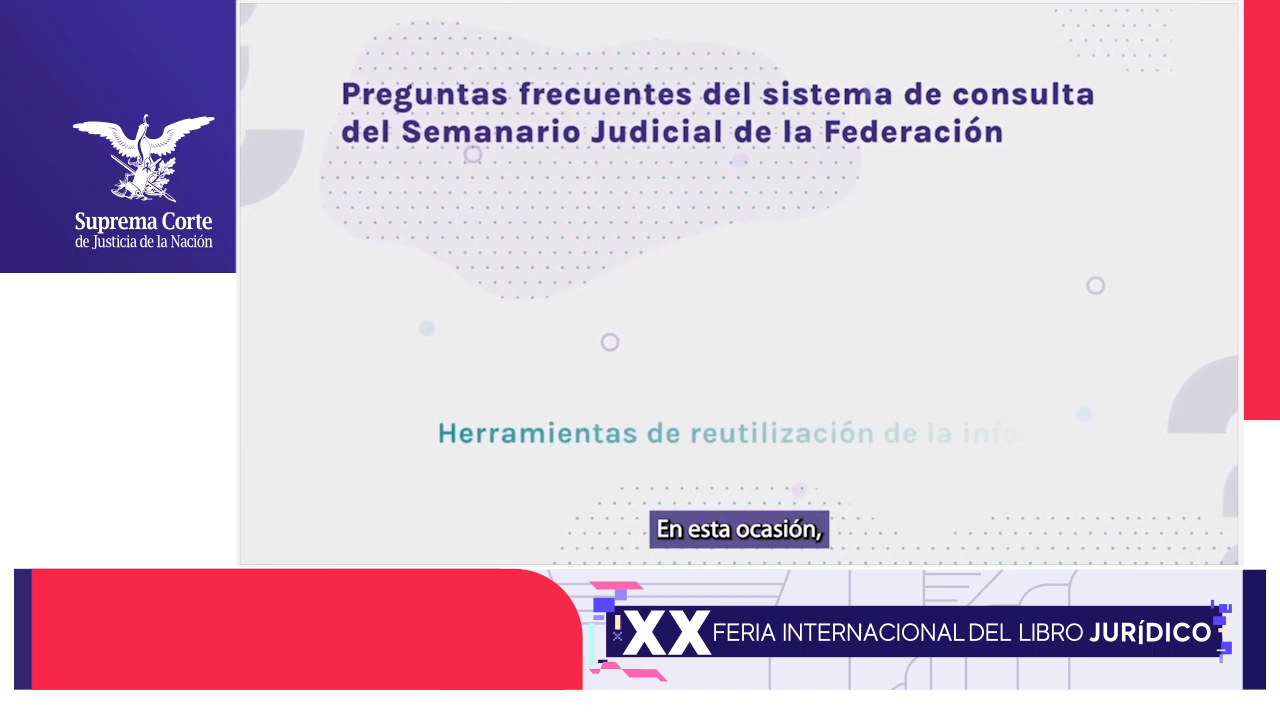 Preguntas frecuentes del sistema de consulta
del Semanario Judicial de la Federación
Suprema Corte
de Justicia de la Nación
Herramientas de reutilización de la info
En esta ocasión,
XX FERIA INTERNACIONAL DEL LIBRO JURÍDICO